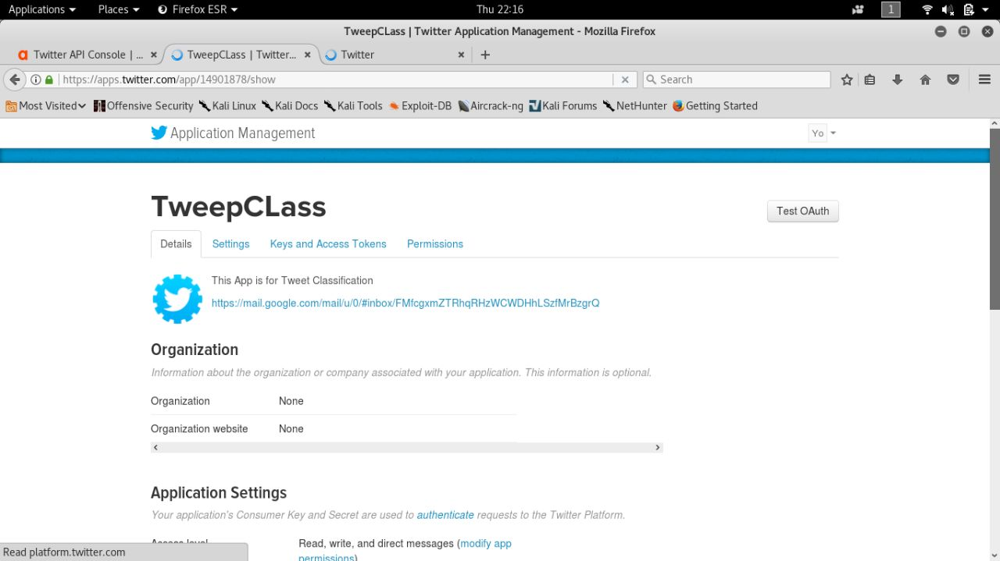 Applications Places Firefox ESR Thu 22:16 1
TweepCLass | Twitter Application Management - Mozilla Firefox
Twitter API Console | ... TweepCLass | Twitter... Twitter
https://apps.twitter.com/app/14901878/show Search
Most Visited Offensive Security Kali Linux Kali Docs Kali Tools Exploit-DB Aircrack-ng Kali Forums NetHunter Getting Started
Application Management Yo
TweepCLass Test OAuth
Details Settings Keys and Access Tokens Permissions
This App is for Tweet Classification
https://mail.google.com/mail/u/0/#inbox/FMfcgxmZTRhqRHzWCWDHhLSzfMrBzgrQ
Organization
Information about the organization or company associated with your application. This information is optional.
Organization None
Organization website None
Application Settings
Your application's Consumer Key and Secret are used to authenticate requests to the Twitter Platform.
Access level Read, write, and direct messages (modify app
permissions)
Read platform.twitter.com